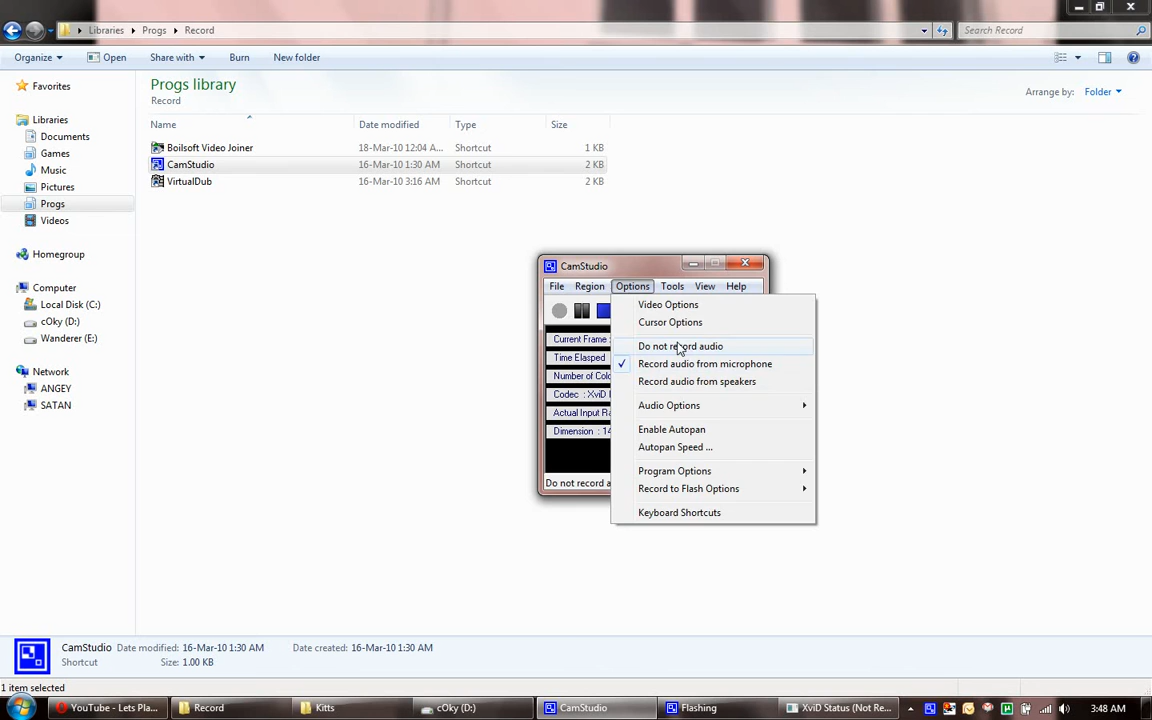 Libraries Progs Record Search Record
Organize Open Share with Burn New folder
Favorites
Libraries
Documents
Games
Music
Pictures
Progs
Videos
Homegroup
Computer
Local Disk (C:)
cOky (D:)
Wanderer (E:)
Network
ANGEY
SATAN
Progs library
Record
Arrange by: Folder
Name Date modified Type Size
Boilsoft Video Joiner 18-Mar-10 12:04 A... Shortcut 1 KB
CamStudio 16-Mar-10 1:30 AM Shortcut 2 KB
VirtualDub 16-Mar-10 3:16 AM Shortcut 2 KB
CamStudio
File Region Options Tools View Help
Current Frame :
Time Elasped
Number of Colo
Codec : XviD
Actual Input Ra
Dimension : 14
Do not record a
Video Options
Cursor Options
Do not record audio
Record audio from microphone
Record audio from speakers
Audio Options
Enable Autopan
Autopan Speed ...
Program Options
Record to Flash Options
Keyboard Shortcuts
CamStudio Date modified: 16-Mar-10 1:30 AM Date created: 16-Mar-10 1:30 AM
Shortcut Size: 1.00 KB
1 item selected
YouTube - Lets Pla... Record Kitts cOky (D:) CamStudio Flashing XviD Status (Not Re... 3:48 AM